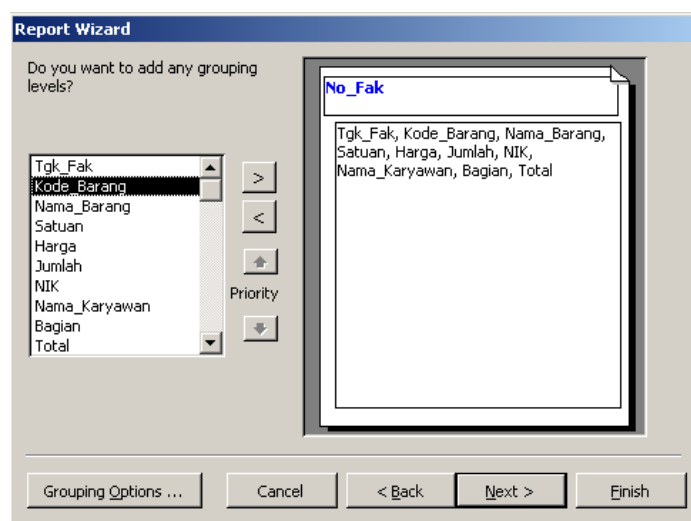 Report Wizard
Do you want to add any grouping
levels?
Tgk_Fak
Kode_Barang
Nama_Barang
Satuan
Harga
Jumlah
NIK
Nama_Karyawan
Bagian
Total
>
<
Priority
No_Fak
Tgk_Fak, Kode_Barang, Nama_Barang,
Satuan, Harga, Jumlah, NIK,
Nama_Karyawan, Bagian, Total
Grouping Options ...
Cancel
< Back
Next >
Finish